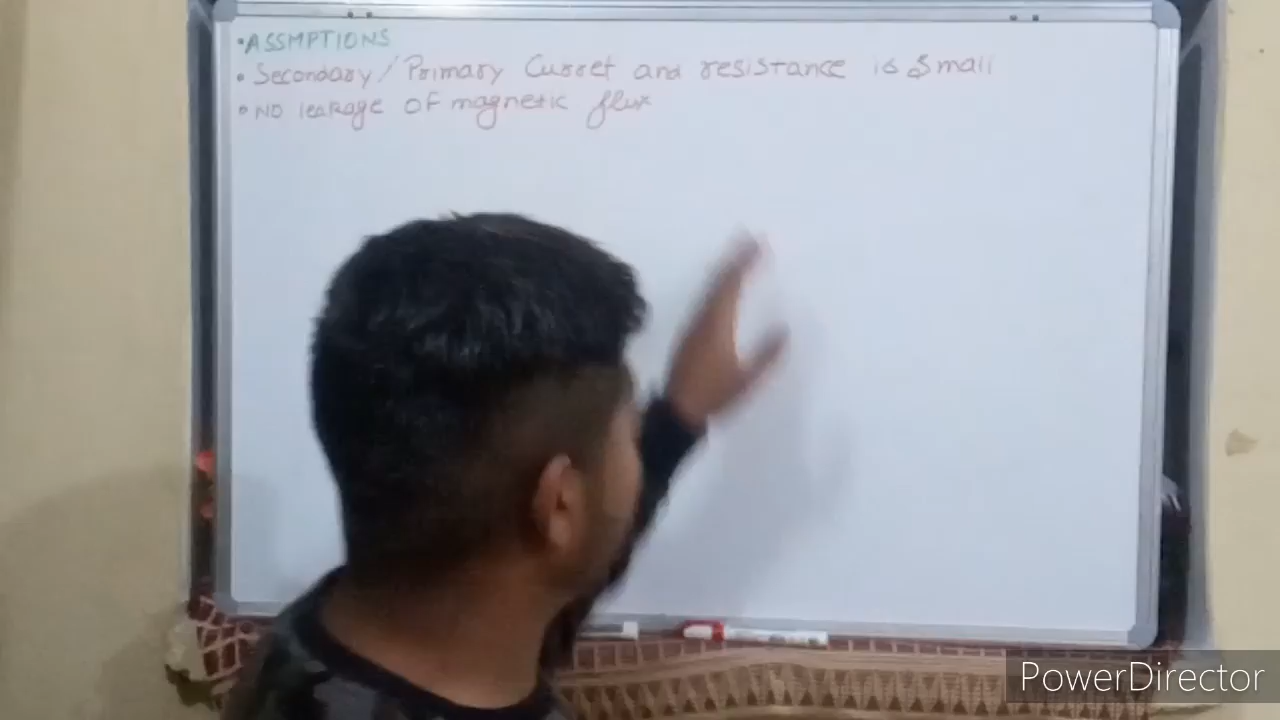 •ASSMPTIONS
• Secondary/Primary Curret and resistance is small
• NO leakage OF magnetic flux
PowerDirector